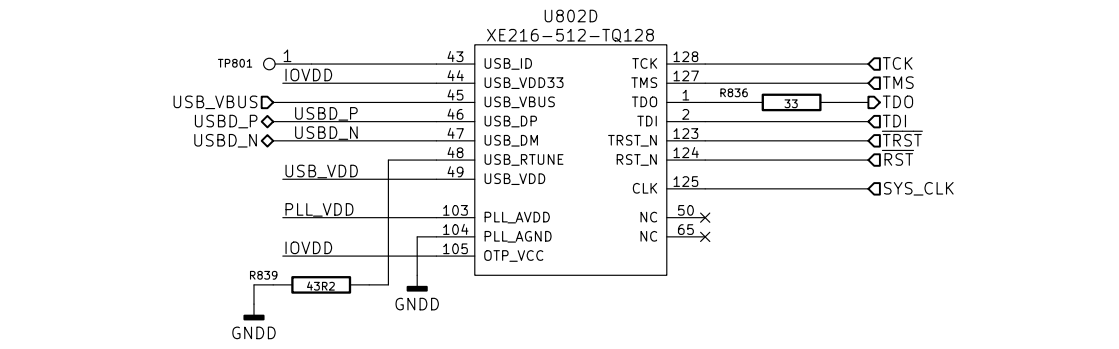 U802D
XE216-512-TQ128
TP801 1 43 USB_ID TCK 128 TCK
IOVDD 44 USB_VDD33 TMS 127 TMS
USB_VBUS 45 USB_VBUS TDO 1 R836 33 TDO
USBD_P USBD_P 46 USB_DP TDI 2 TDI
USBD_N USBD_N 47 USB_DM TRST_N 123 TRST
48 USB_RTUNE RST_N 124 RST
USB_VDD 49 USB_VDD
CLK 125 SYS_CLK
PLL_VDD 103 PLL_AVDD NC 50
104 PLL_AGND NC 65
IOVDD 105 OTP_VCC
R839 43R2
GNDD
GNDD